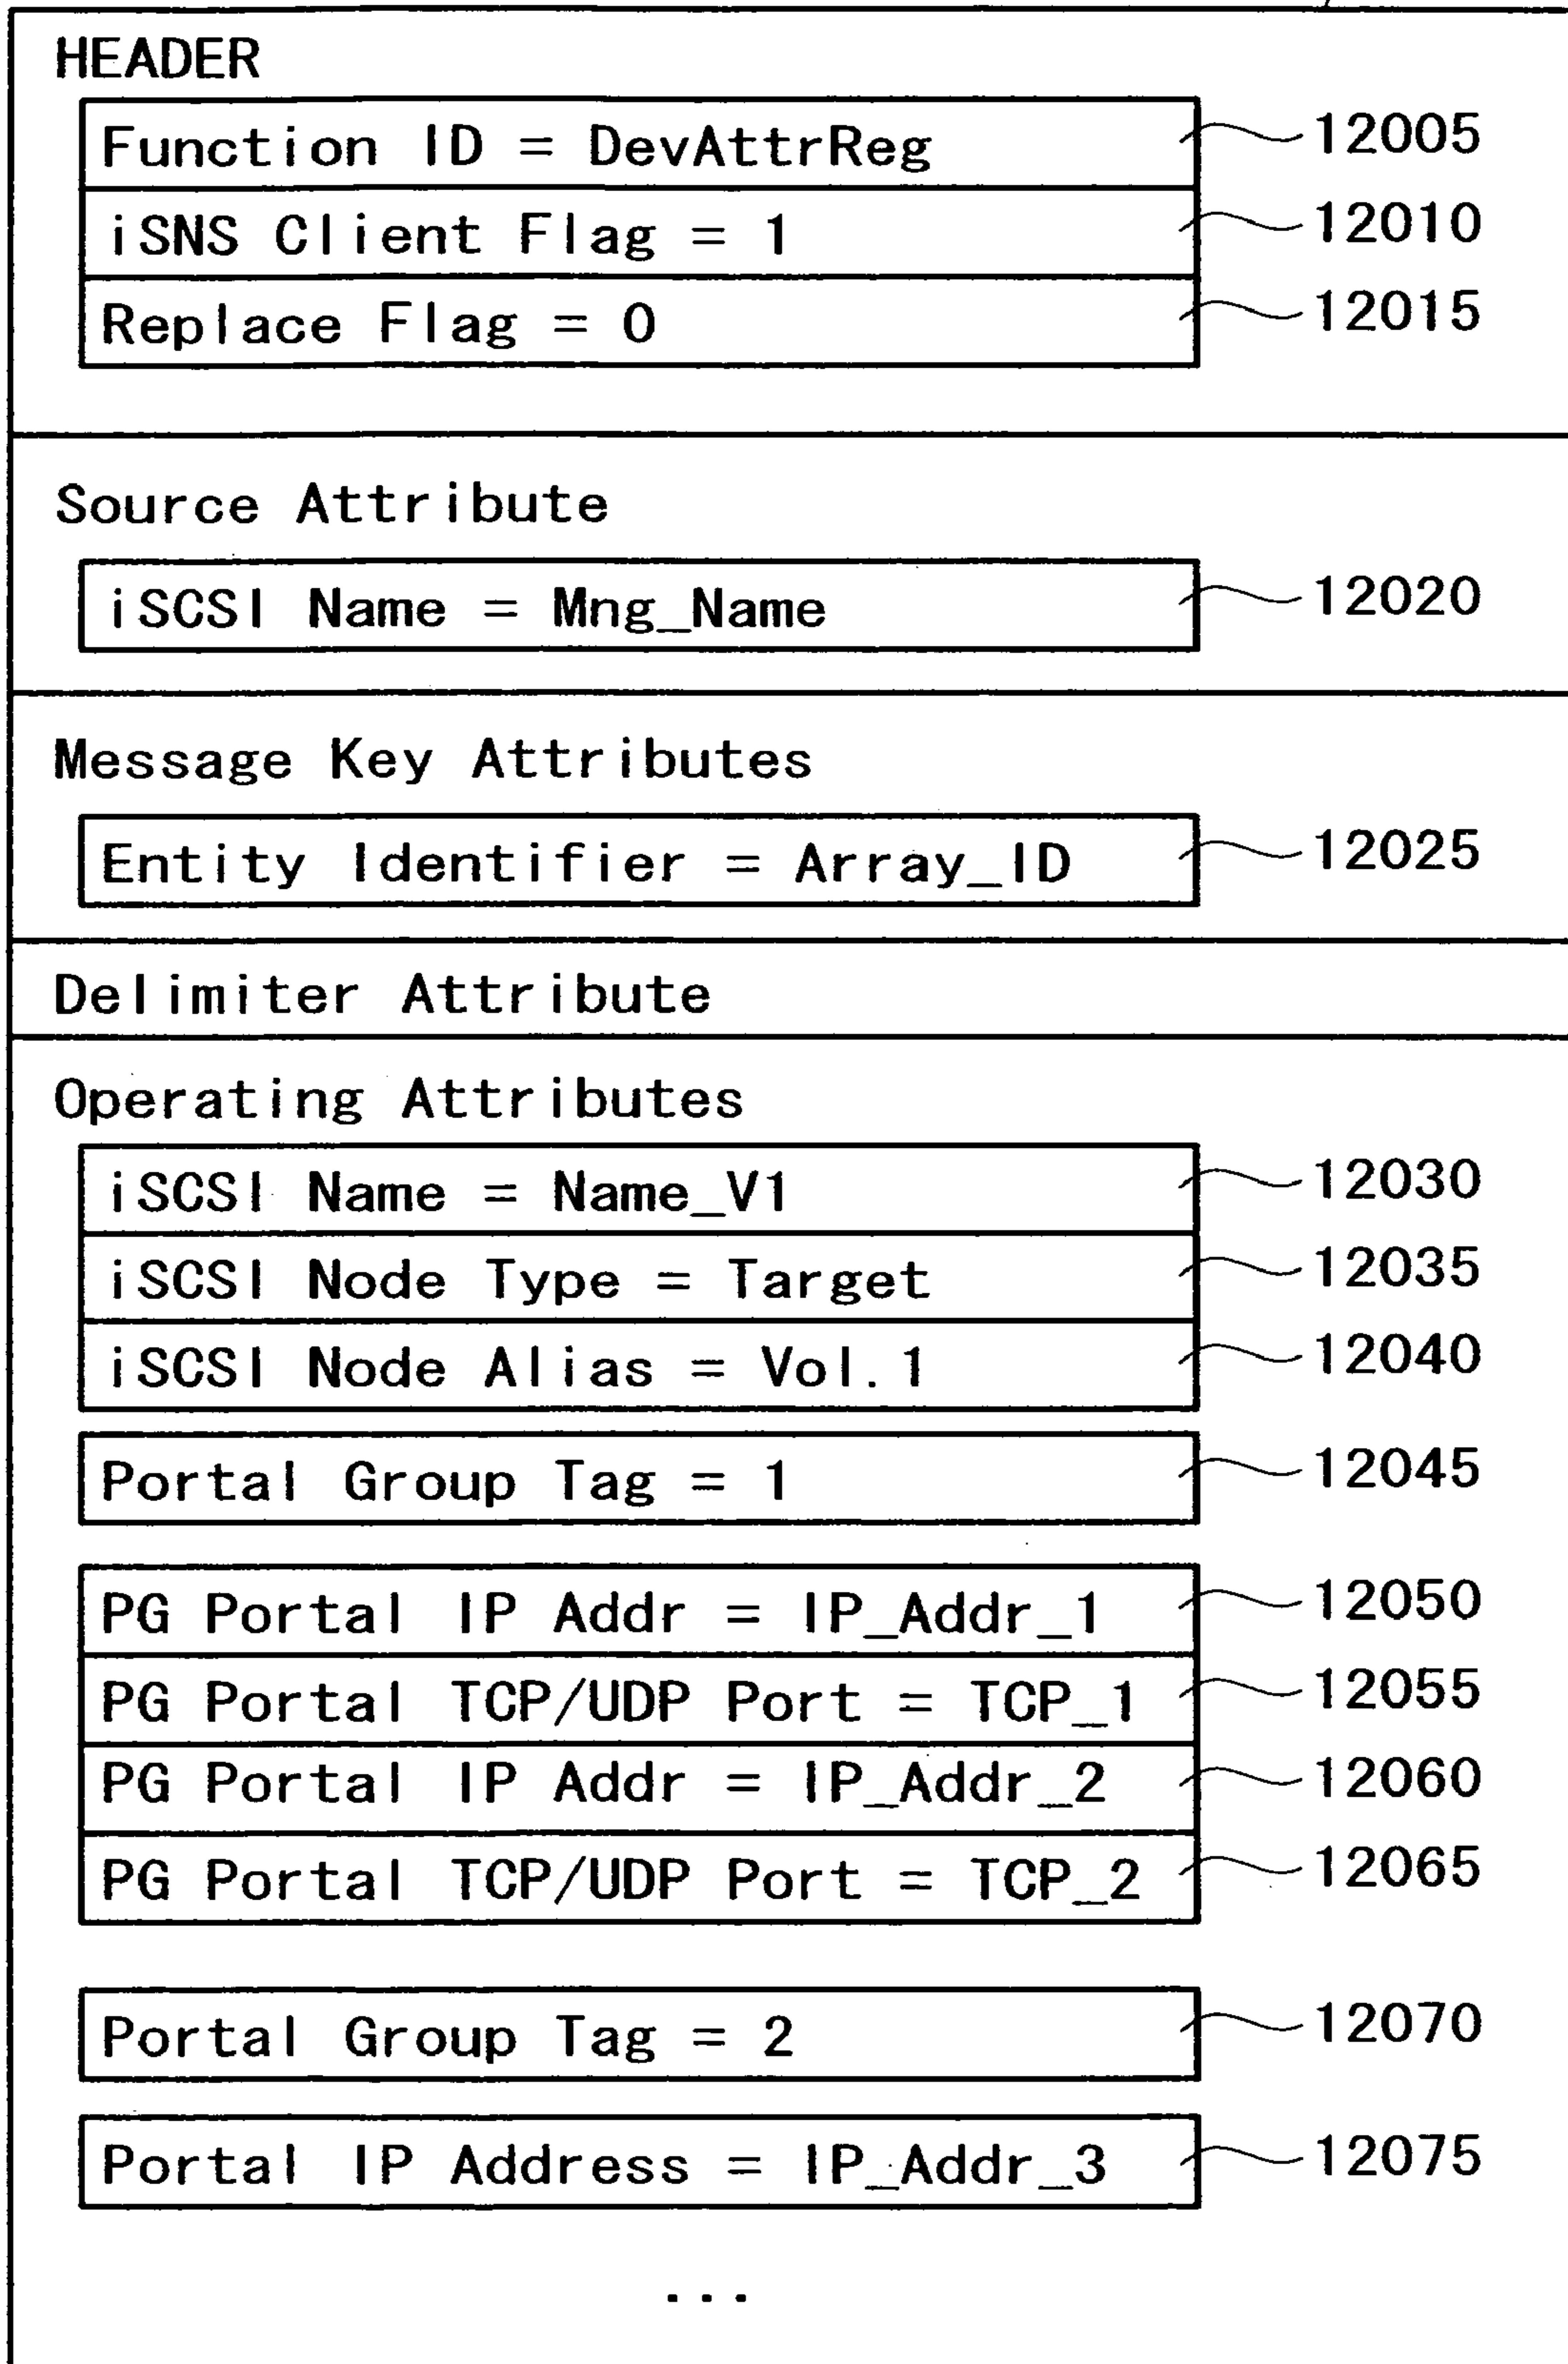 HEADER
Function ID = DevAttrReg 12005
iSNS Client Flag = 1 12010
Replace Flag = 0 12015
Source Attribute
iSCSI Name = Mng_Name 12020
Message Key Attributes
Entity Identifier = Array_ID 12025
Delimiter Attribute
Operating Attributes
iSCSI Name = Name_V1 12030
iSCSI Node Type = Target 12035
iSCSI Node Alias = Vol.1 12040
Portal Group Tag = 1 12045
PG Portal IP Addr = IP_Addr_1 12050
PG Portal TCP/UDP Port = TCP_1 12055
PG Portal IP Addr = IP_Addr_2 12060
PG Portal TCP/UDP Port = TCP_2 12065
Portal Group Tag = 2 12070
Portal IP Address = IP_Addr_3 12075
...